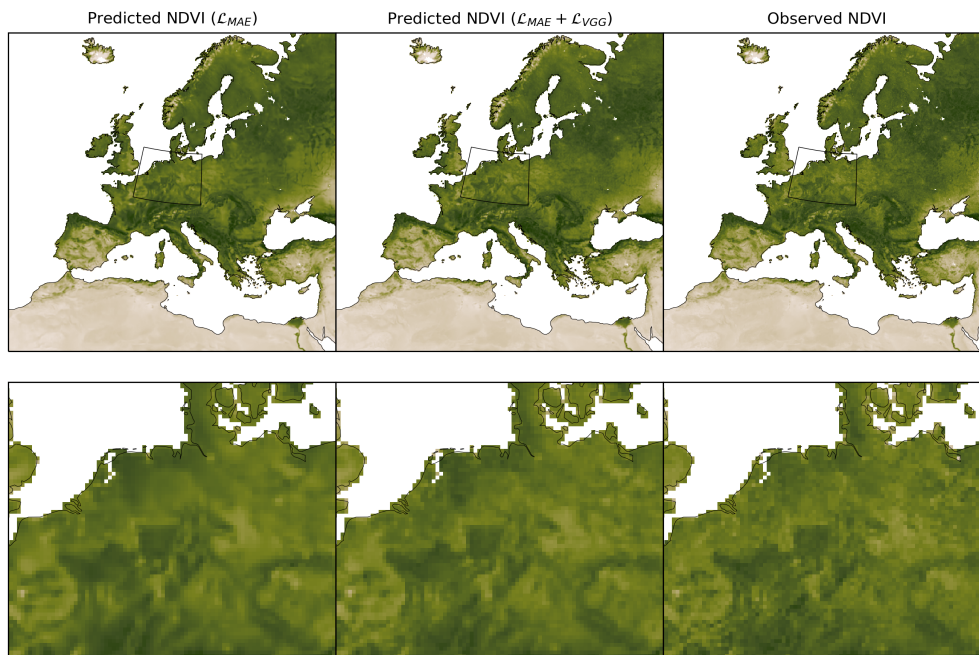 Predicted NDVI (ℒ_MAE)
Predicted NDVI (ℒ_MAE + ℒ_VGG)
Observed NDVI